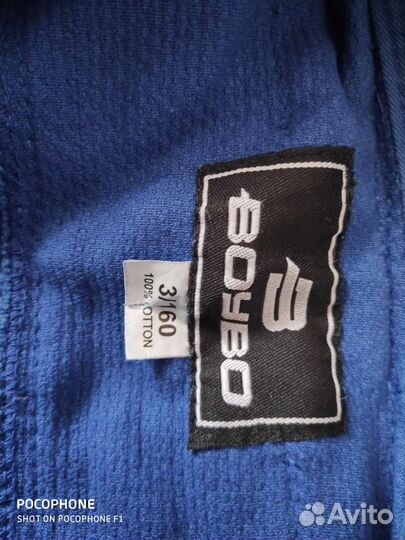 BOYBO
3/160
100% COTTON
POCOPHONE
SHOT ON POCOPHONE F1
Avito